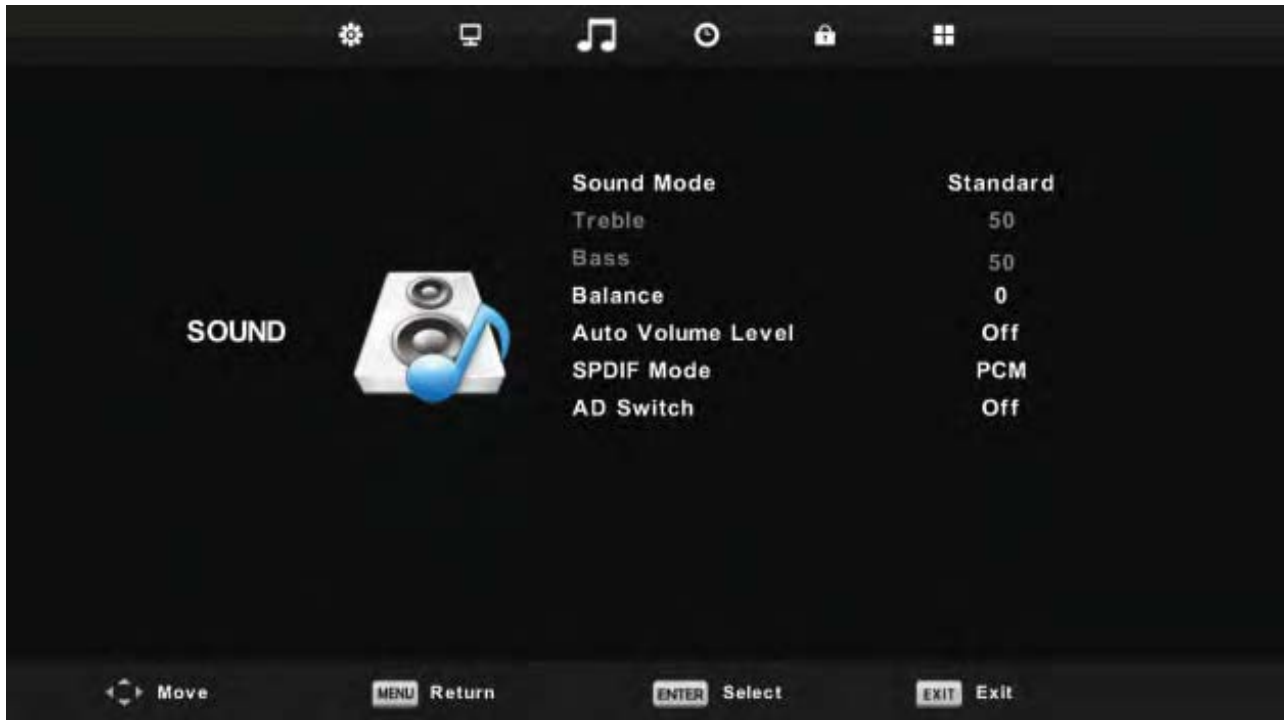 Sound Mode Standard
Treble 50
Bass 50
Balance 0
SOUND
Auto Volume Level Off
SPDIF Mode PCM
AD Switch Off
Move MENU Return ENTER Select EXIT Exit